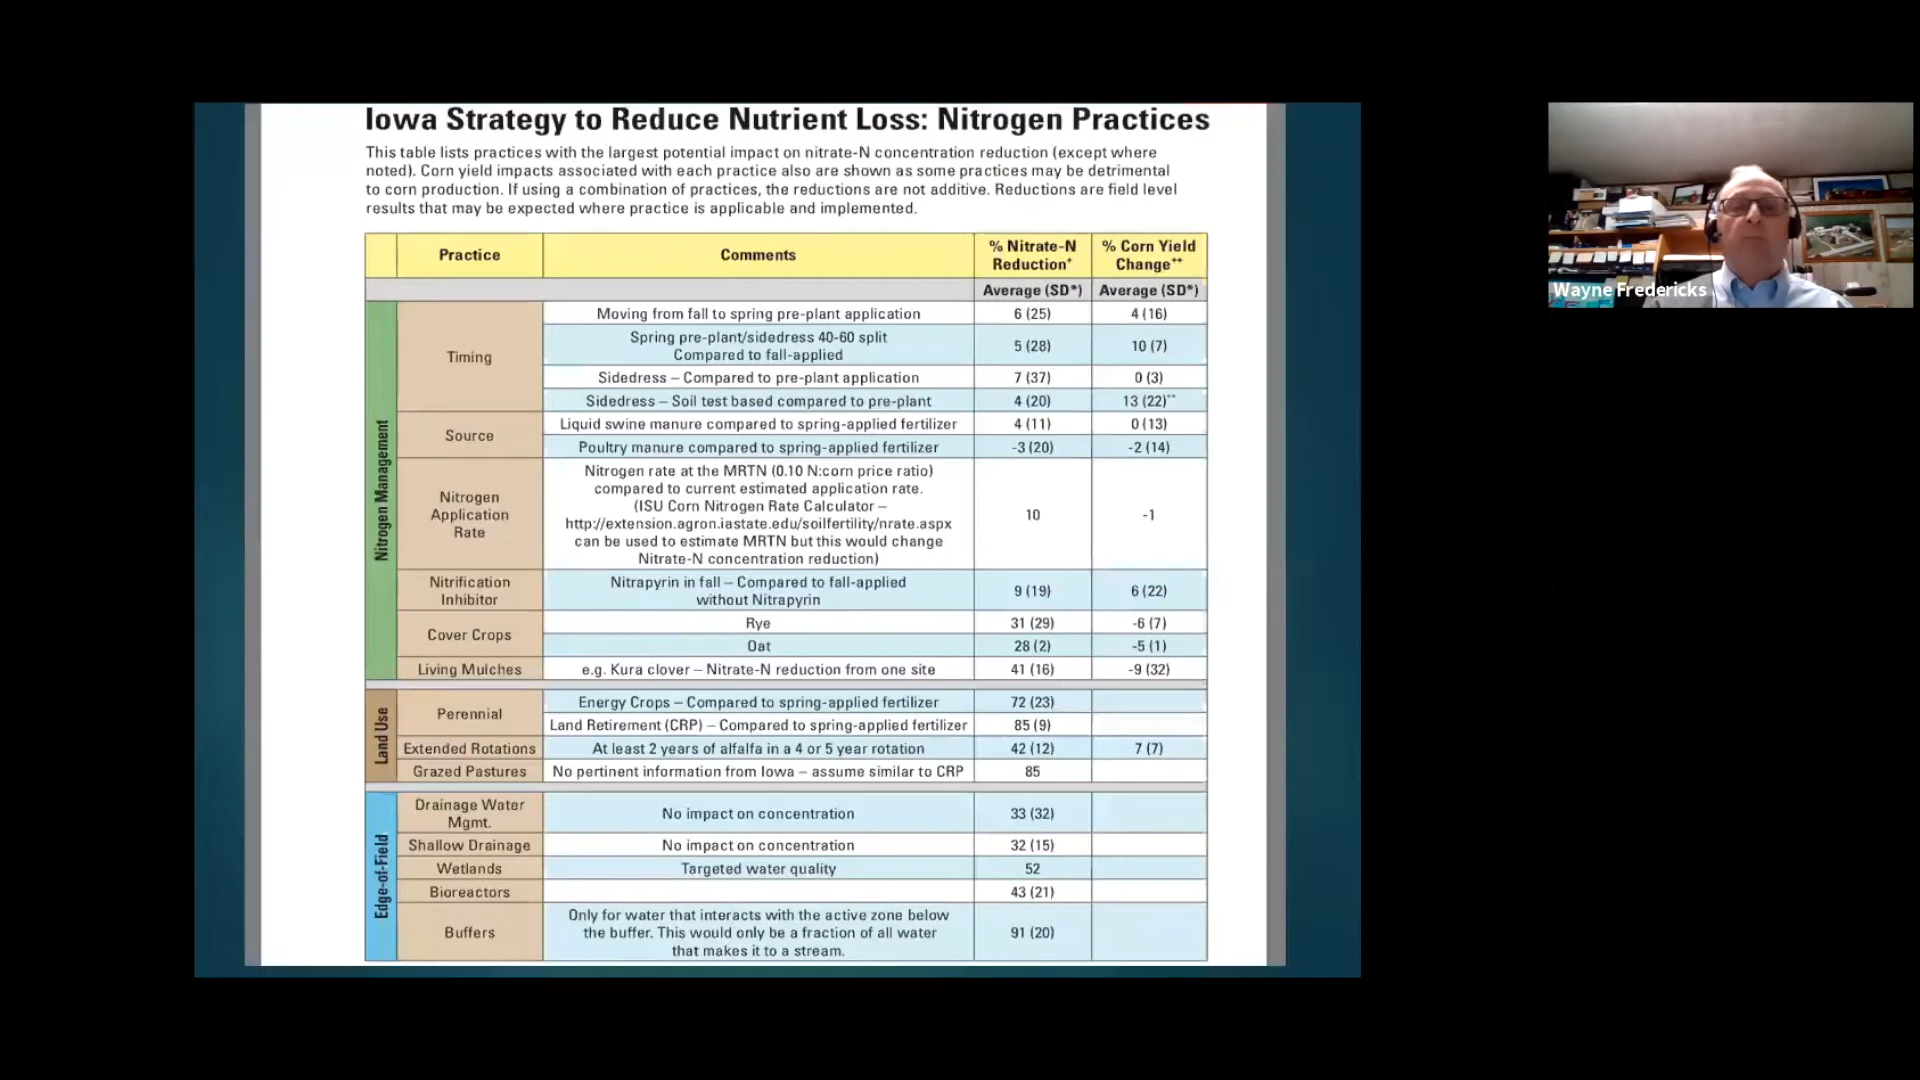 Iowa Strategy to Reduce Nutrient Loss: Nitrogen Practices
This table lists practices with the largest potential impact on nitrate-N concentration reduction (except where
noted). Corn yield impacts associated with each practice also are shown as some practices may be detrimental
to corn production. If using a combination of practices, the reductions are not additive. Reductions are field level
results that may be expected where practice is applicable and implemented.
Practice
Comments
% Nitrate-N
Reduction+
% Corn Yield
Change++
Average (SD*)
Average (SD*)
Nitrogen Management
Timing
Moving from fall to spring pre-plant application
6 (25)
4 (16)
Spring pre-plant/sidedress 40-60 split
Compared to fall-applied
5 (28)
10 (7)
Sidedress – Compared to pre-plant application
7 (37)
0 (3)
Sidedress – Soil test based compared to pre-plant
4 (20)
13 (22)**
Source
Liquid swine manure compared to spring-applied fertilizer
4 (11)
0 (13)
Poultry manure compared to spring-applied fertilizer
-3 (20)
-2 (14)
Nitrogen
Application
Rate
Nitrogen rate at the MRTN (0.10 N:corn price ratio)
compared to current estimated application rate.
(ISU Corn Nitrogen Rate Calculator –
http://extension.agron.iastate.edu/soilfertility/nrate.aspx
can be used to estimate MRTN but this would change
Nitrate-N concentration reduction)
10
-1
Nitrification
Inhibitor
Nitrapyrin in fall – Compared to fall-applied
without Nitrapyrin
9 (19)
6 (22)
Cover Crops
Rye
31 (29)
-6 (7)
Oat
28 (2)
-5 (1)
Living Mulches
e.g. Kura clover – Nitrate-N reduction from one site
41 (16)
-9 (32)
Land Use
Perennial
Energy Crops – Compared to spring-applied fertilizer
72 (23)
Land Retirement (CRP) – Compared to spring-applied fertilizer
85 (9)
Extended Rotations
At least 2 years of alfalfa in a 4 or 5 year rotation
42 (12)
7 (7)
Grazed Pastures
No pertinent information from Iowa – assume similar to CRP
85
Edge-of-Field
Drainage Water
Mgmt.
No impact on concentration
33 (32)
Shallow Drainage
No impact on concentration
32 (15)
Wetlands
Targeted water quality
52
Bioreactors
43 (21)
Buffers
Only for water that interacts with the active zone below
the buffer. This would only be a fraction of all water
that makes it to a stream.
91 (20)
Wayne Fredericks